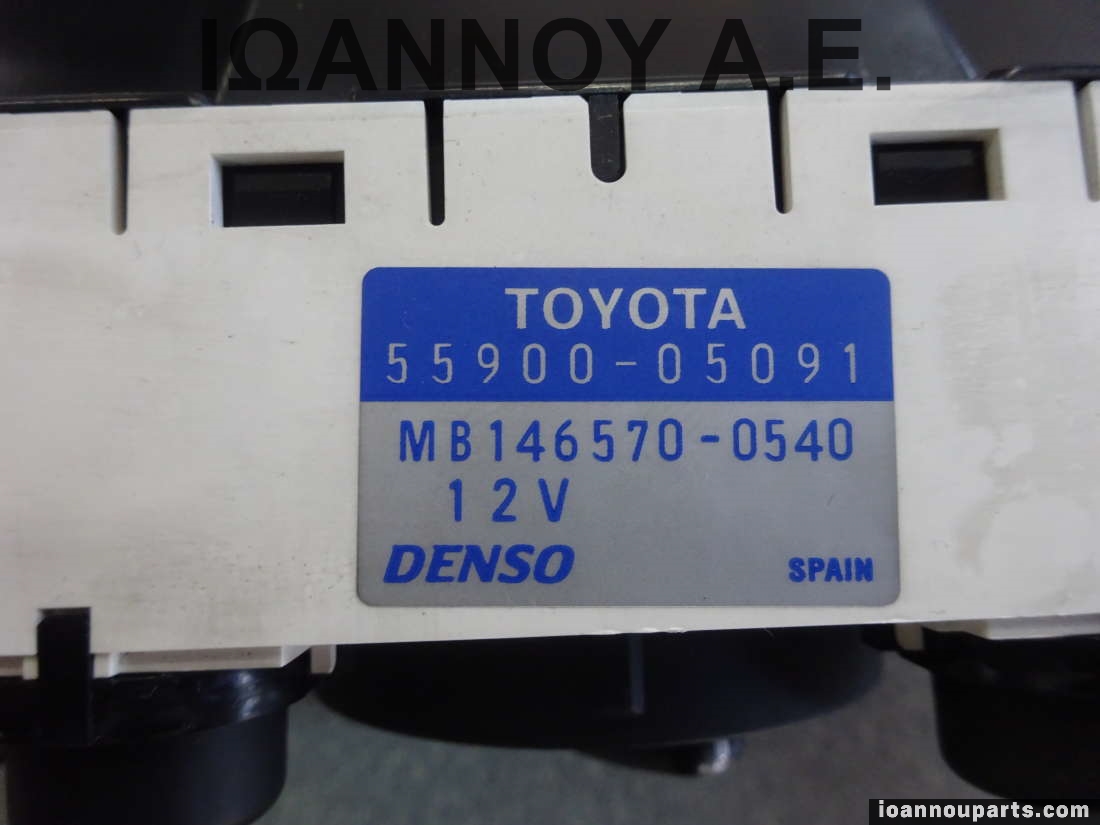 ΙΩΑΝΝΟΥ Α.Ε.
TOYOTA
55900-05091
MB146570-0540
12V
DENSO
SPAIN
ioannouparts.com